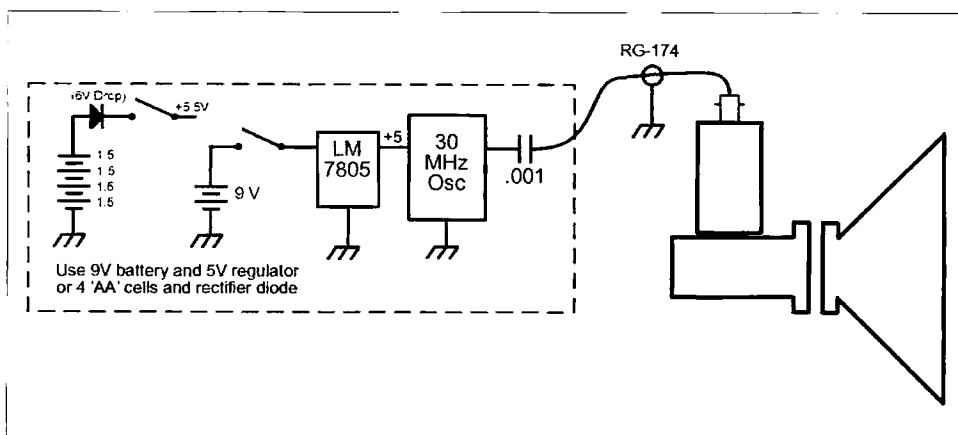 RG-174
(6V Drop)
+5 5V
1 5
1 5
1.5
1.5
9 V
LM
7805
+5
30
MHz
Osc
.001
Use 9V battery and 5V regulator
or 4 'AA' cells and rectifier diode